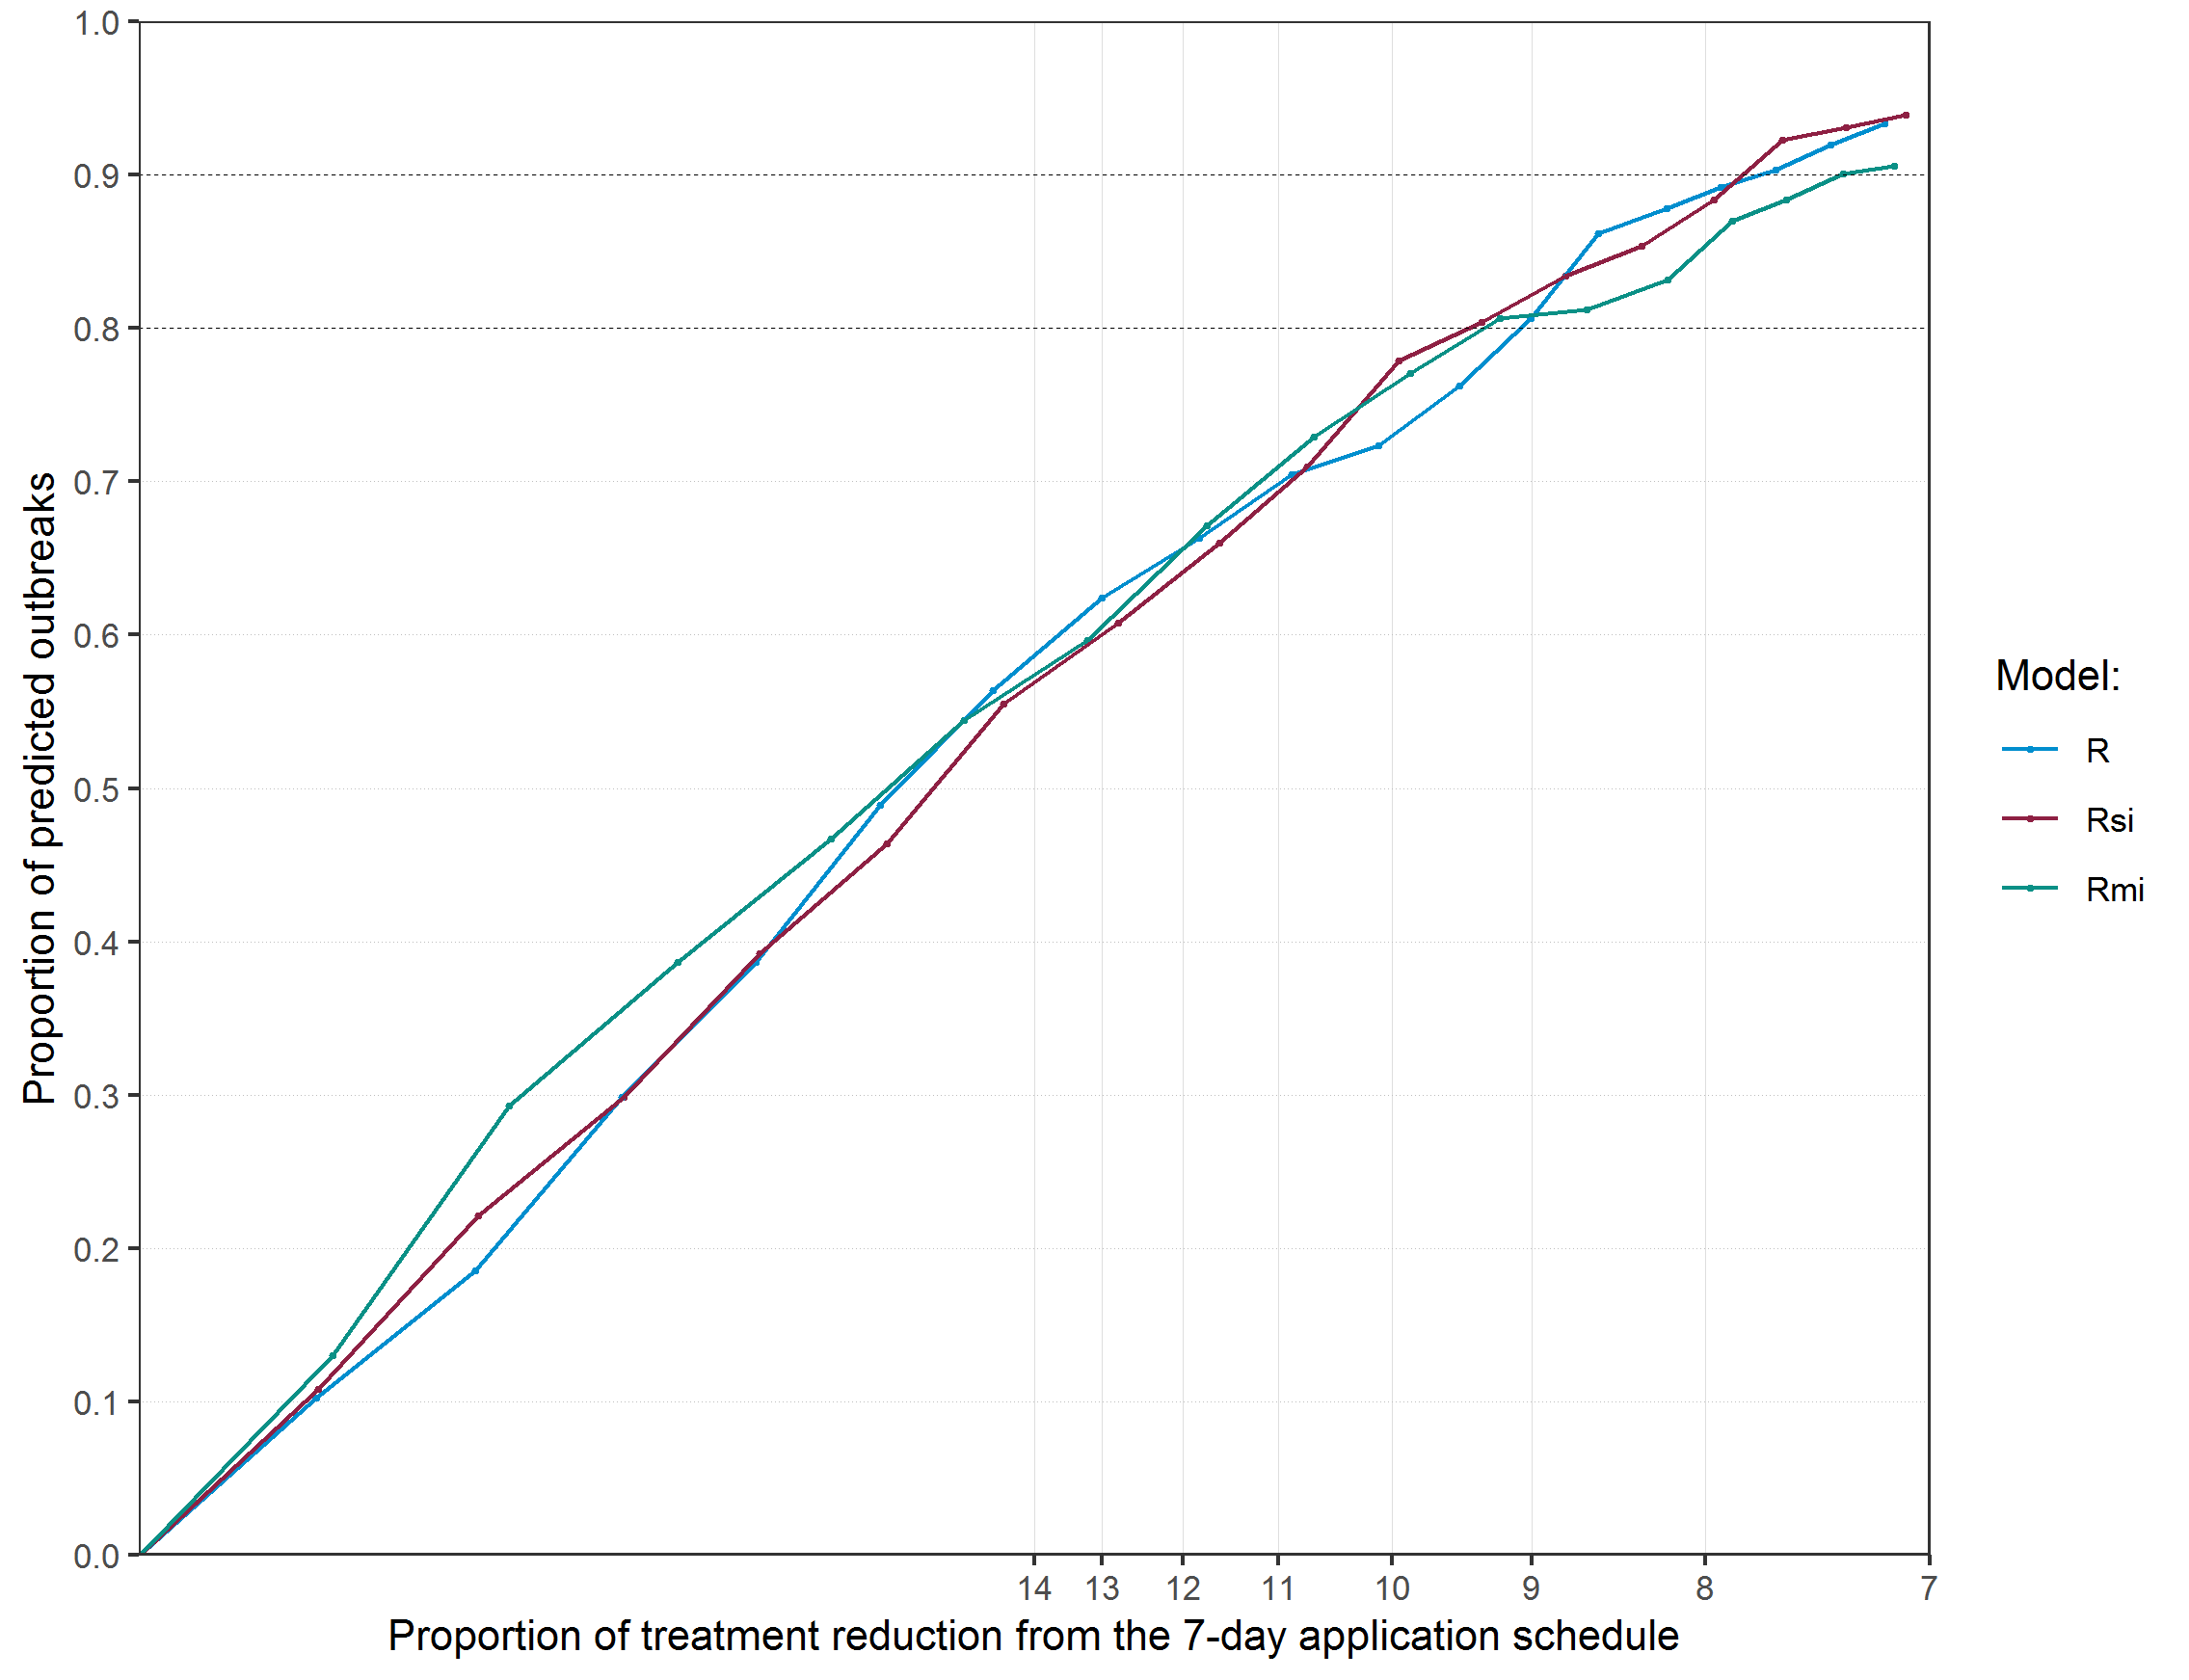 1.0
0.9
0.8
0.7
0.6
0.5
0.4
0.3
0.2
0.1
0.0
Proportion of predicted outbreaks
14 13 12 11 10 9 8 7
Proportion of treatment reduction from the 7-day application schedule
Model:
R
Rsi
Rmi